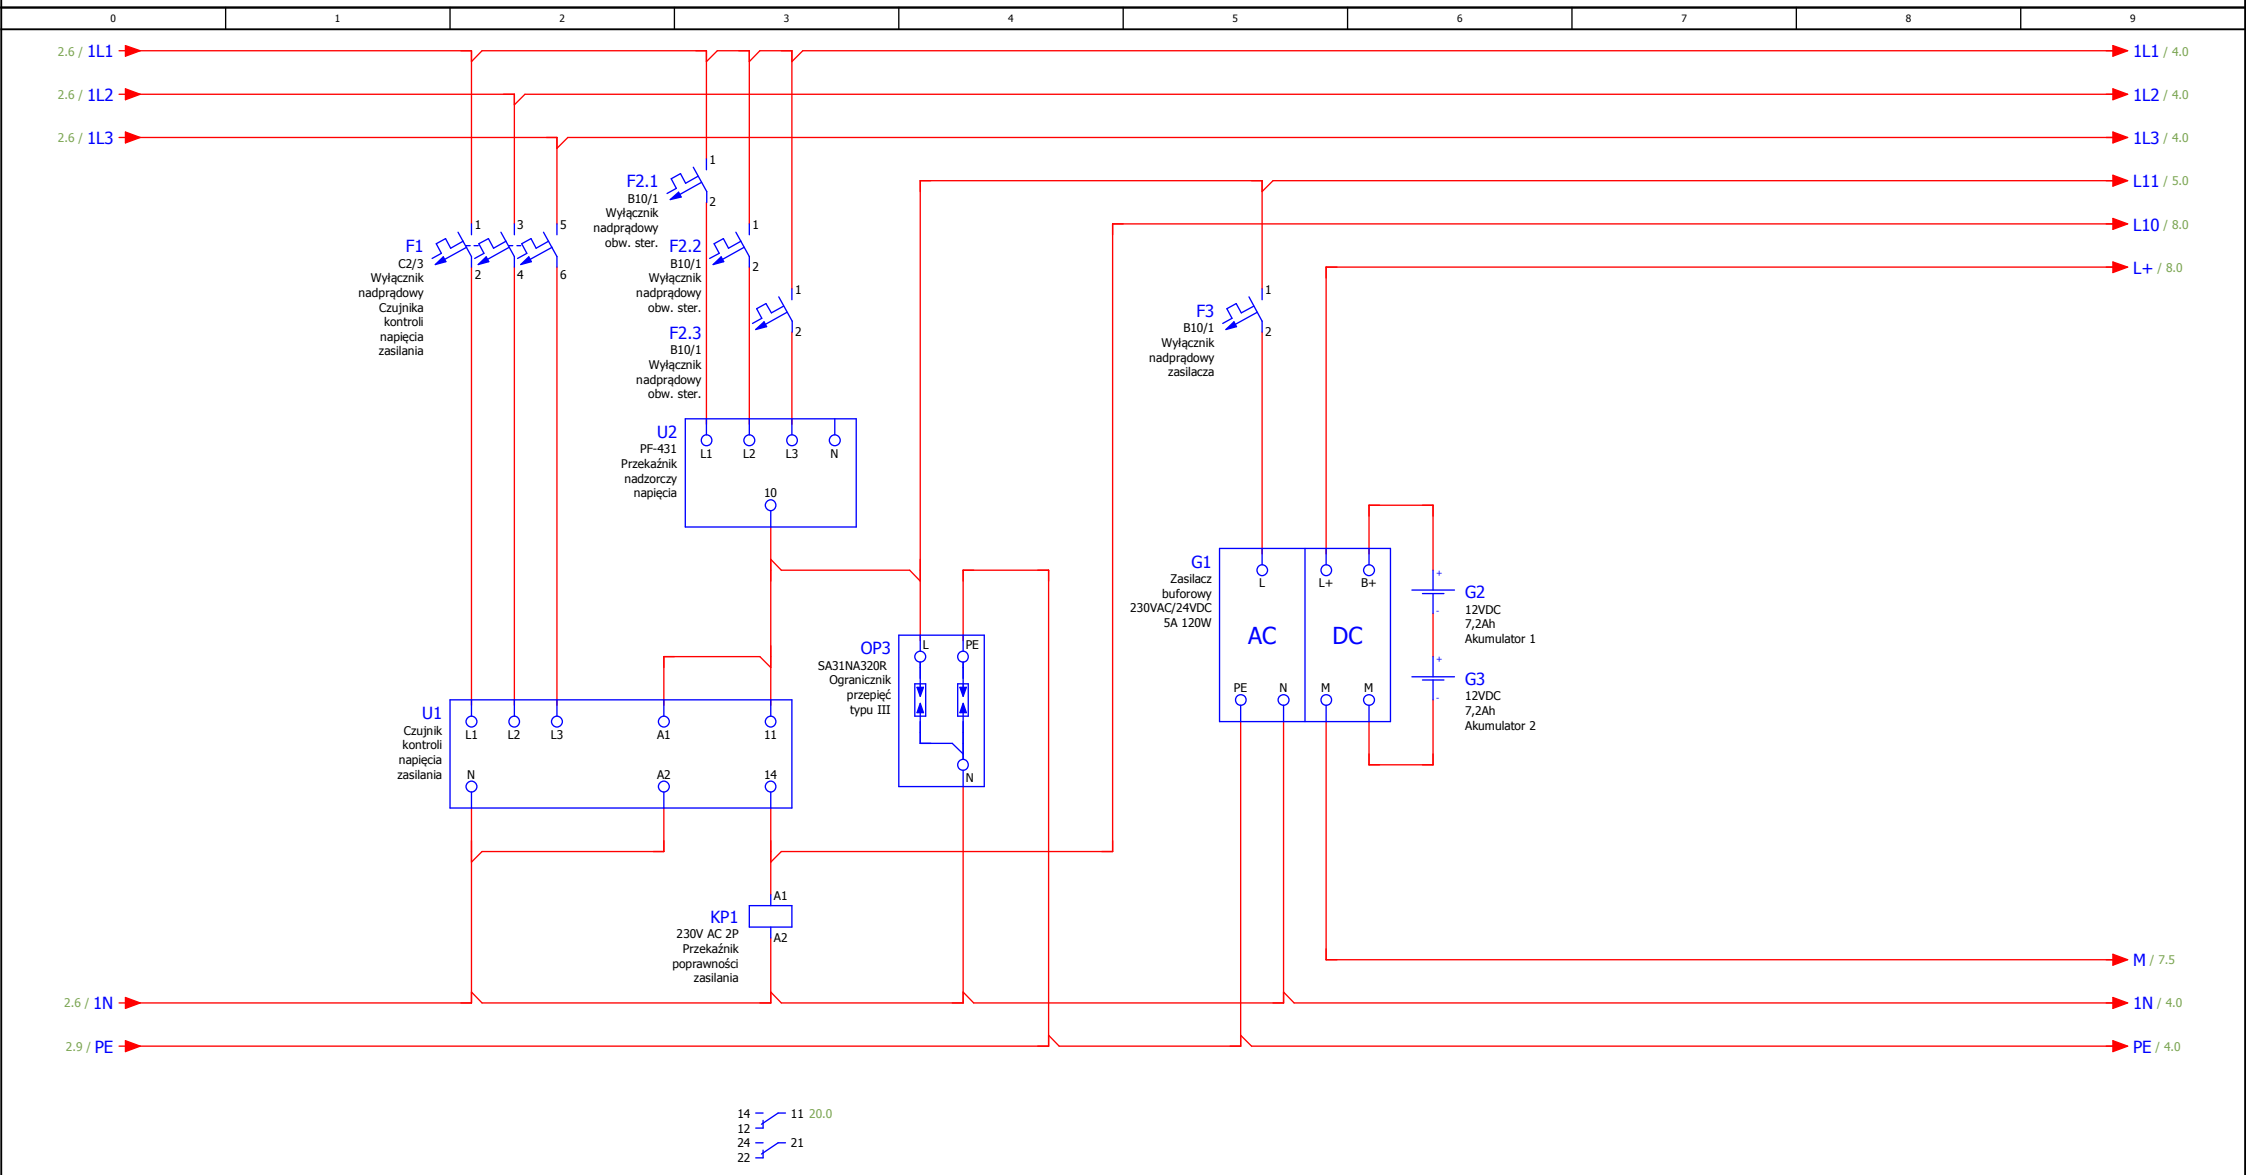 0 1 2 3 4 5 6 7 8 9
2.6 / 1L1
1L1 / 4.0
2.6 / 1L2
1L2 / 4.0
2.6 / 1L3
1L3 / 4.0
L11 / 5.0
L10 / 8.0
L+ / 8.0
F1
C2/3
Wyłącznik
nadprądowy
Czujnika
kontroli
napięcia
zasilania
1 3 5
2 4 6
F2.1
B10/1
Wyłącznik
nadprądowy
obw. ster.
1
2
F2.2
B10/1
Wyłącznik
nadprądowy
obw. ster.
1
2
F2.3
B10/1
Wyłącznik
nadprądowy
obw. ster.
1
2
F3
B10/1
Wyłącznik
nadprądowy
zasilacza
1
2
U2
PF-431
Przekaźnik
nadzorczy
napięcia
L1 L2 L3 N
10
G1
Zasilacz
buforowy
230VAC/24VDC
5A 120W
L L+ B+
AC DC
PE N M M
+
-
G2
12VDC
7,2Ah
Akumulator 1
+
-
G3
12VDC
7,2Ah
Akumulator 2
OP3
SA31NA320R
Ogranicznik
przepięć
typu III
L PE
N
U1
Czujnik
kontroli
napięcia
zasilania
L1 L2 L3 A1 11
N A2 14
KP1
230V AC 2P
Przekaźnik
poprawności
zasilania
A1
A2
M / 7.5
2.6 / 1N
1N / 4.0
2.9 / PE
PE / 4.0
14 11 20.0
12
24 21
22